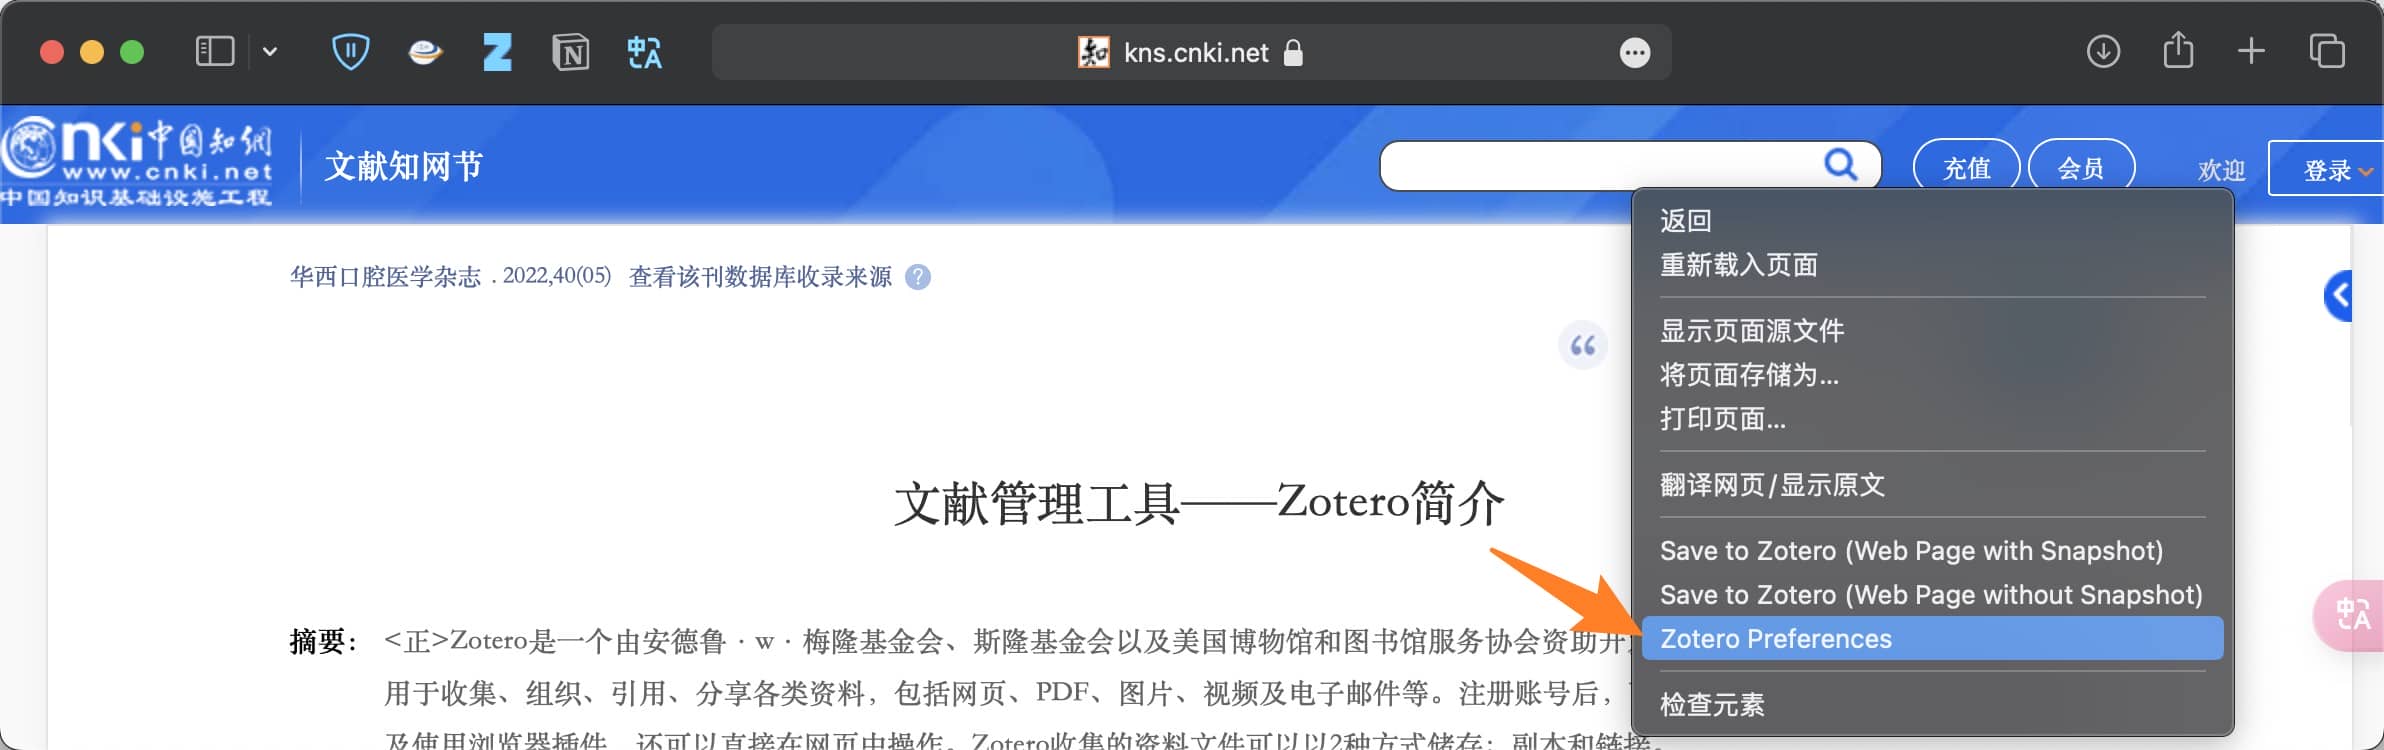 kns.cnki.net
cnki中国知网
www.cnki.net
中国知识基础设施工程
文献知网节
充值
会员
欢迎
登录
华西口腔医学杂志 . 2022,40(05) 查看该刊数据库收录来源 ?
文献管理工具——Zotero简介
摘要： <正>Zotero是一个由安德鲁·w·梅隆基金会、斯隆基金会以及美国博物馆和图书馆服务协会资助开
用于收集、组织、引用、分享各类资料，包括网页、PDF、图片、视频及电子邮件等。注册账号后，
及使用浏览器插件，还可以直接在网页中操作。Zotero收集的资料文件可以以2种方式储存：副本和链接。
返回
重新载入页面
显示页面源文件
将页面存储为...
打印页面...
翻译网页/显示原文
Save to Zotero (Web Page with Snapshot)
Save to Zotero (Web Page without Snapshot)
Zotero Preferences
检查元素